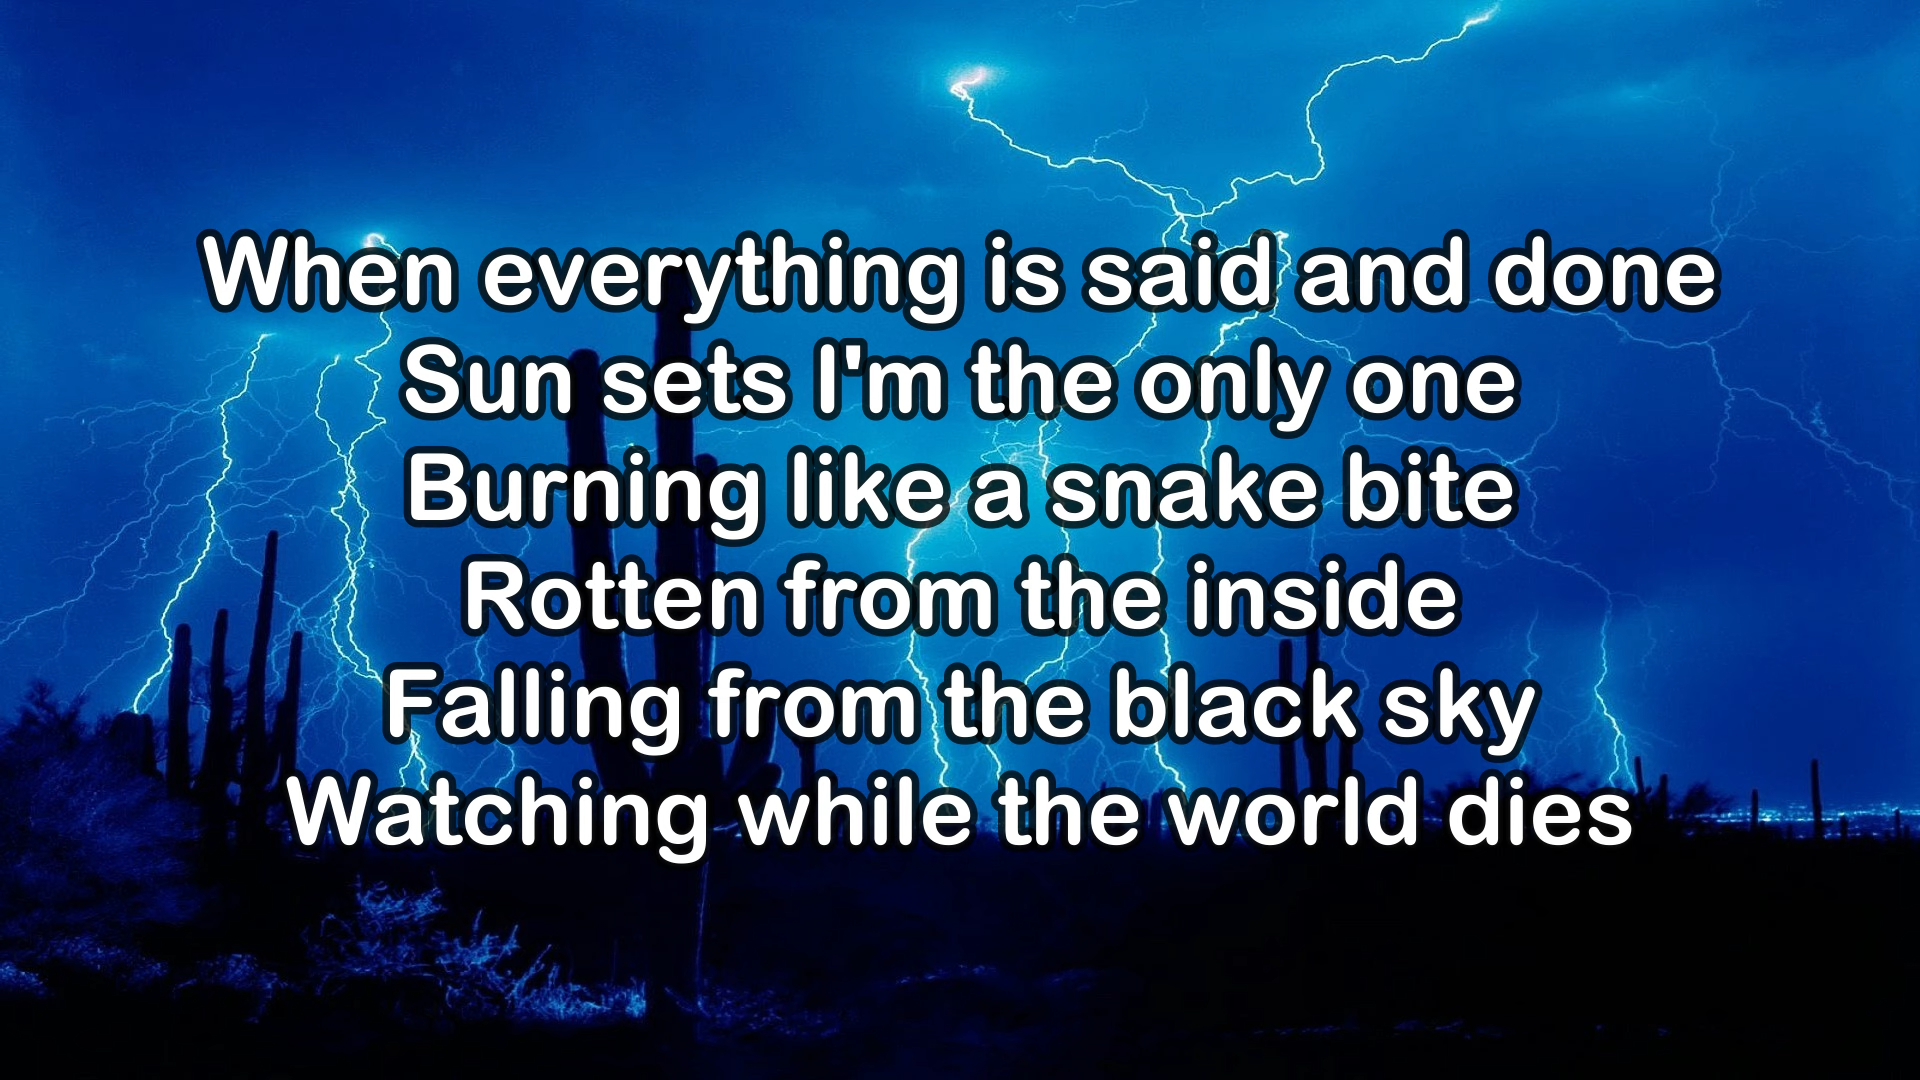 When everything is said and done
Sun sets I'm the only one
Burning like a snake bite
Rotten from the inside
Falling from the black sky
Watching while the world dies